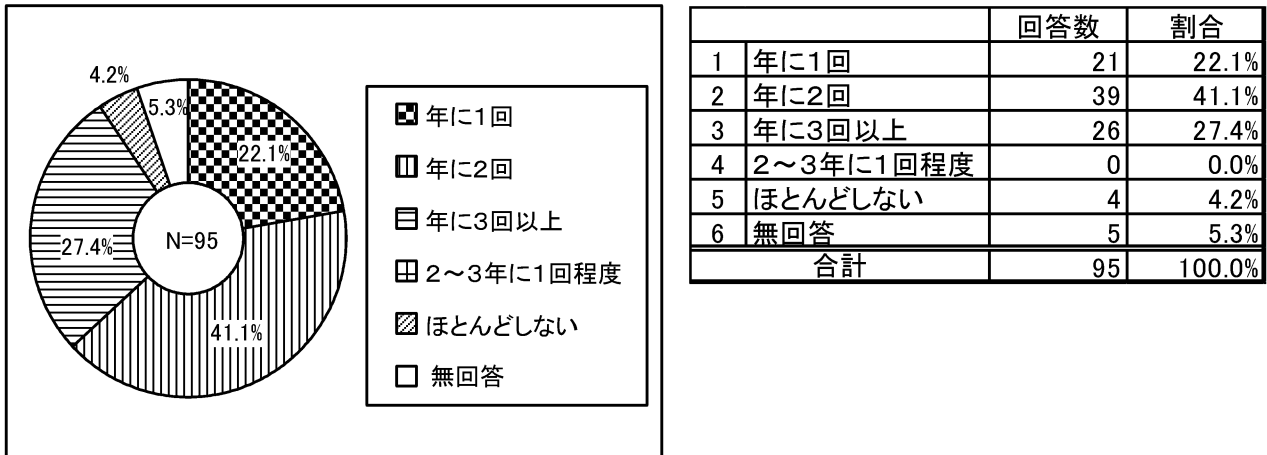 4.2%
5.3%
22.1%
27.4%
N=95
41.1%
年に1回
年に2回
年に3回以上
2～3年に1回程度
ほとんどしない
無回答
回答数 割合
1 年に1回 21 22.1%
2 年に2回 39 41.1%
3 年に3回以上 26 27.4%
4 2～3年に1回程度 0 0.0%
5 ほとんどしない 4 4.2%
6 無回答 5 5.3%
合計 95 100.0%